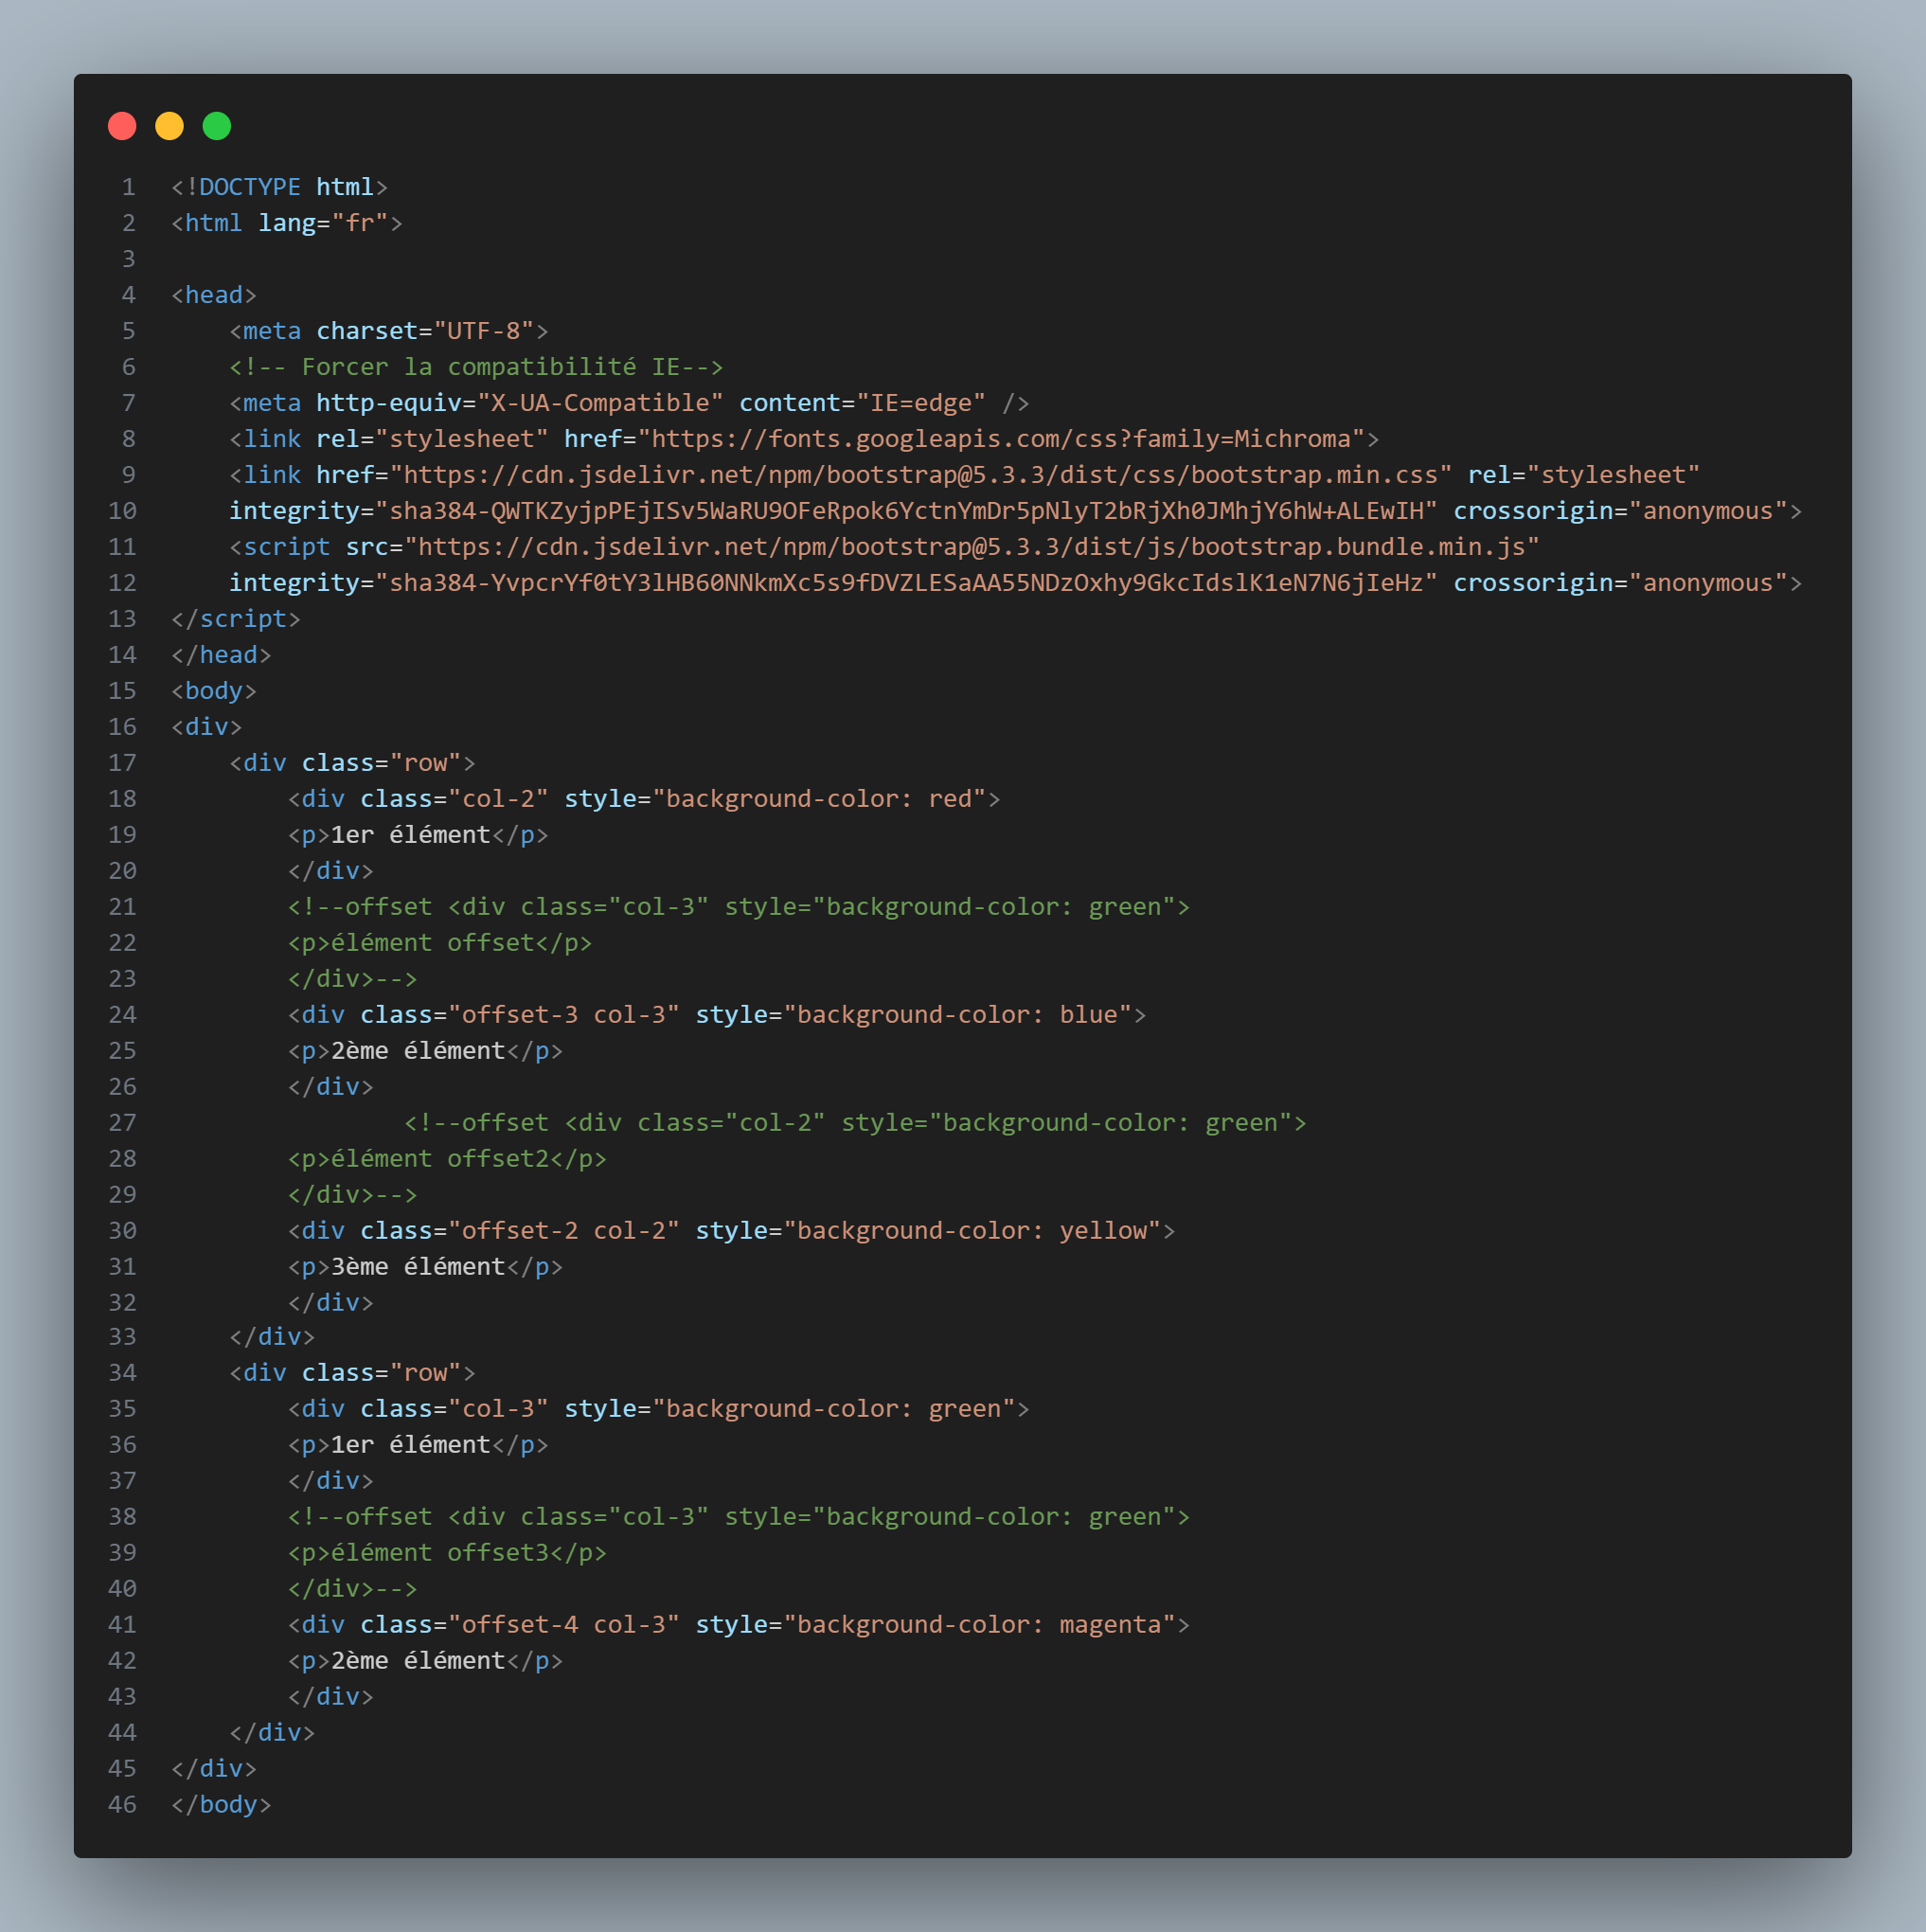 1 <!DOCTYPE html>
2 <html lang="fr">
3
4 <head>
5     <meta charset="UTF-8">
6     <!-- Forcer la compatibilité IE-->
7     <meta http-equiv="X-UA-Compatible" content="IE=edge" />
8     <link rel="stylesheet" href="https://fonts.googleapis.com/css?family=Michroma">
9     <link href="https://cdn.jsdelivr.net/npm/bootstrap@5.3.3/dist/css/bootstrap.min.css" rel="stylesheet"
10     integrity="sha384-QWTKZyjpPEjISv5WaRU9OFeRpok6YctnYmDr5pNlyT2bRjXh0JMhjY6hW+ALEwIH" crossorigin="anonymous">
11     <script src="https://cdn.jsdelivr.net/npm/bootstrap@5.3.3/dist/js/bootstrap.bundle.min.js"
12     integrity="sha384-YvpcrYf0tY3lHB60NNkmXc5s9fDVZLESaAA55NDzOxhy9GkcIdslK1eN7N6jIeHz" crossorigin="anonymous">
13 </script>
14 </head>
15 <body>
16 <div>
17     <div class="row">
18         <div class="col-2" style="background-color: red">
19         <p>1er élément</p>
20         </div>
21         <!--offset <div class="col-3" style="background-color: green">
22         <p>élément offset</p>
23         </div>-->
24         <div class="offset-3 col-3" style="background-color: blue">
25         <p>2ème élément</p>
26         </div>
27                 <!--offset <div class="col-2" style="background-color: green">
28         <p>élément offset2</p>
29         </div>-->
30         <div class="offset-2 col-2" style="background-color: yellow">
31         <p>3ème élément</p>
32         </div>
33     </div>
34     <div class="row">
35         <div class="col-3" style="background-color: green">
36         <p>1er élément</p>
37         </div>
38         <!--offset <div class="col-3" style="background-color: green">
39         <p>élément offset3</p>
40         </div>-->
41         <div class="offset-4 col-3" style="background-color: magenta">
42         <p>2ème élément</p>
43         </div>
44     </div>
45 </div>
46 </body>